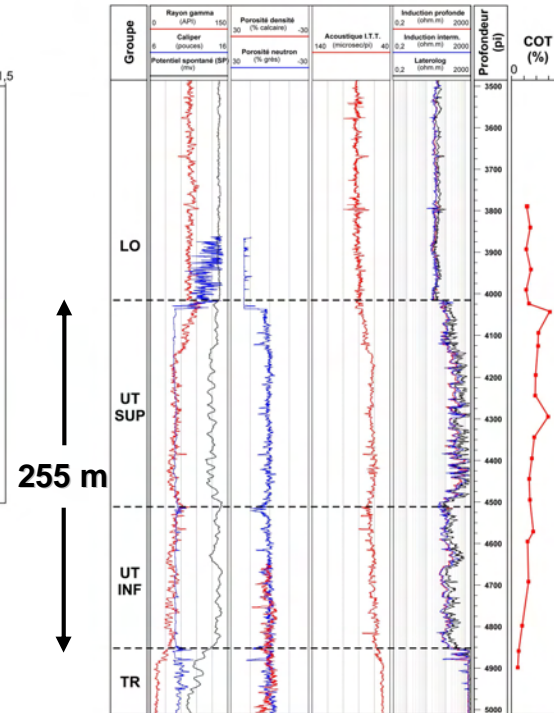 1,5
Groupe
Rayon gamma
0 (API) 150
Caliper
6 (pouces) 16
Potentiel spontané (SP)
(mv)
Porosité densité
30 (% calcaire) -30
Porosité neutron
30 (% grès) -30
Acoustique I.T.T.
140 (microsec/pi) 40
Induction profonde
0,2 (ohm.m) 2000
Induction interm.
0,2 (ohm.m) 2000
Laterolog
0,2 (ohm.m) 2000
Profondeur
(pi)
COT
(%)
0
3500
3600
3700
3800
LO
3900
4000
4100
4200
UT
SUP
4300
4400
255 m
4500
4600
UT
INF
4700
4800
4900
TR
5000